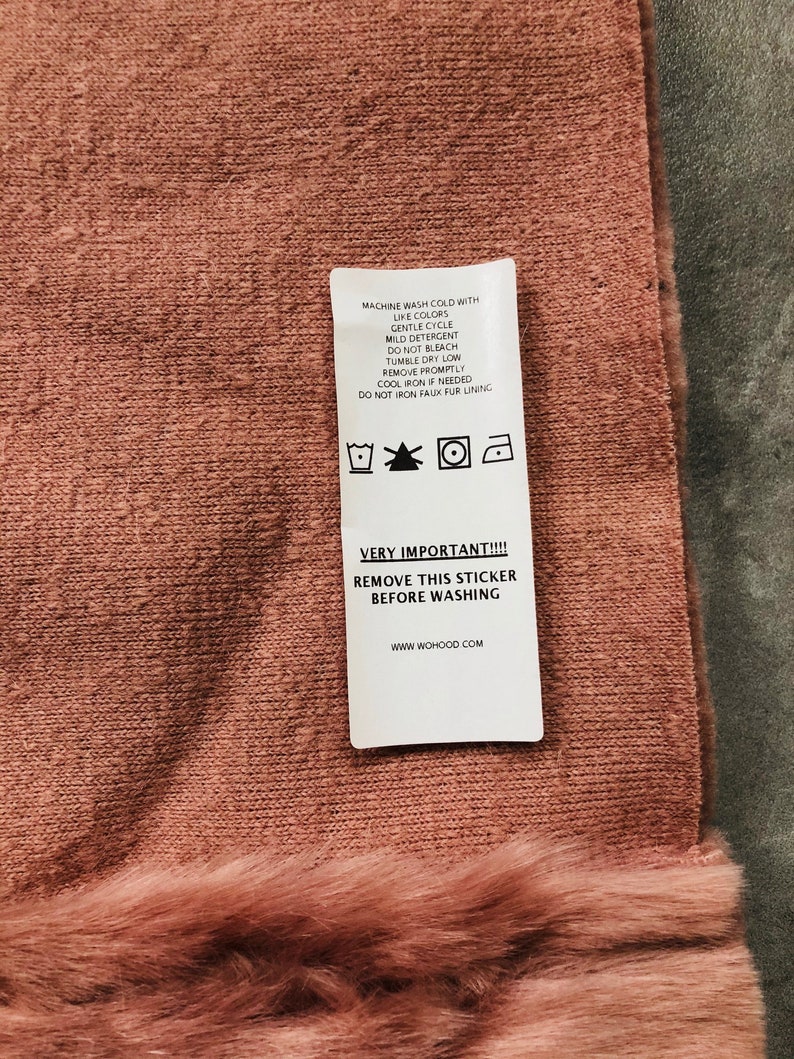 MACHINE WASH COLD WITH
LIKE COLORS
GENTLE CYCLE
MILD DETERGENT
DO NOT BLEACH
TUMBLE DRY LOW
REMOVE PROMPTLY
COOL IRON IF NEEDED
DO NOT IRON FAUX FUR LINING
VERY IMPORTANT!!!!
REMOVE THIS STICKER
BEFORE WASHING
WWW.WOHOOD.COM